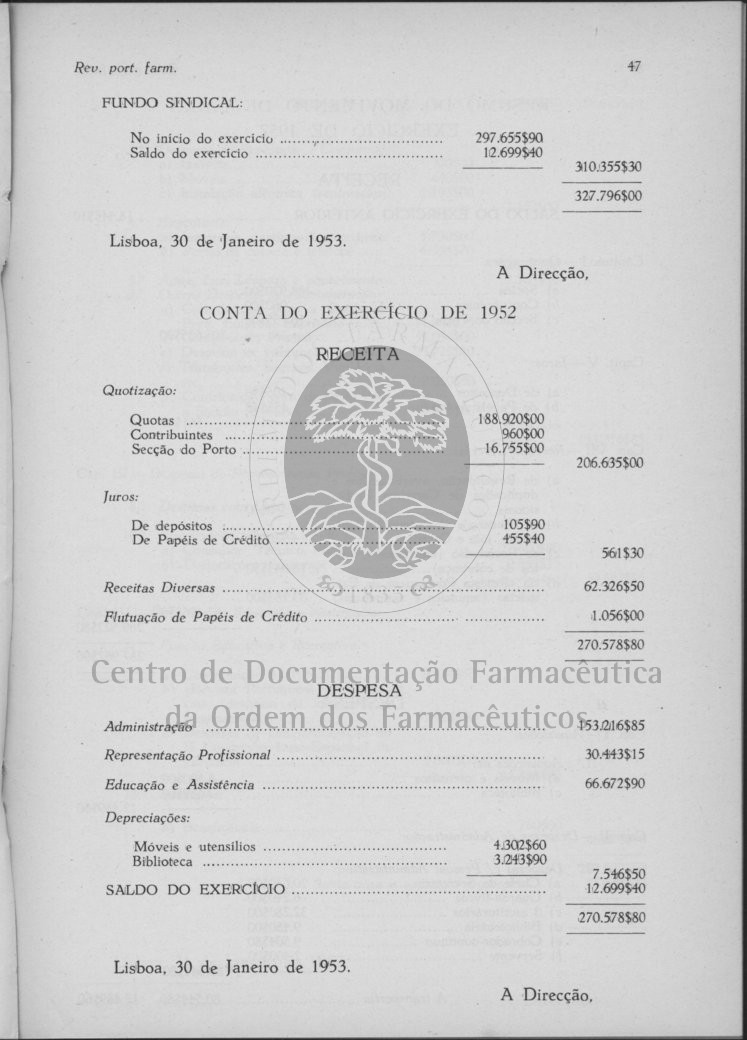 Rev. port. farm. 47
FUNDO SINDICAL:
No início do exercício ................................... 297.655$90
Saldo do exercício ........................................ 12.699$40
310.355$30
327.796$00
Lisboa, 30 de Janeiro de 1953.
A Direcção,
CONTA DO EXERCÍCIO DE 1952
RECEITA
Quotização:
Quotas ........................................................ 188.920$00
Contribuintes ............................................... 960$00
Secção do Porto ........................................... 16.755$00
206.635$00
Juros:
De depósitos ................................................ 105$90
De Papéis de Crédito .................................... 455$40
561$30
Receitas Diversas ...................................................................... 62.326$50
Flutuação de Papéis de Crédito ............................... ................. 1.056$00
270.578$80
1835
Centro de Documentação Farmacêutica
da Ordem dos Farmacêuticos
DESPESA
Administração ......................................................................... 153.216$85
Representação Profissional ......................................................... 30.443$15
Educação e Assistência ............................................................ 66.672$90
Depreciações:
Móveis e utensílios ....................................... 4.302$60
Biblioteca .................................................... 3.243$90
7.546$50
SALDO DO EXERCÍCIO ....................................................... 12.699$40
270.578$80
Lisboa, 30 de Janeiro de 1953.
A Direcção,